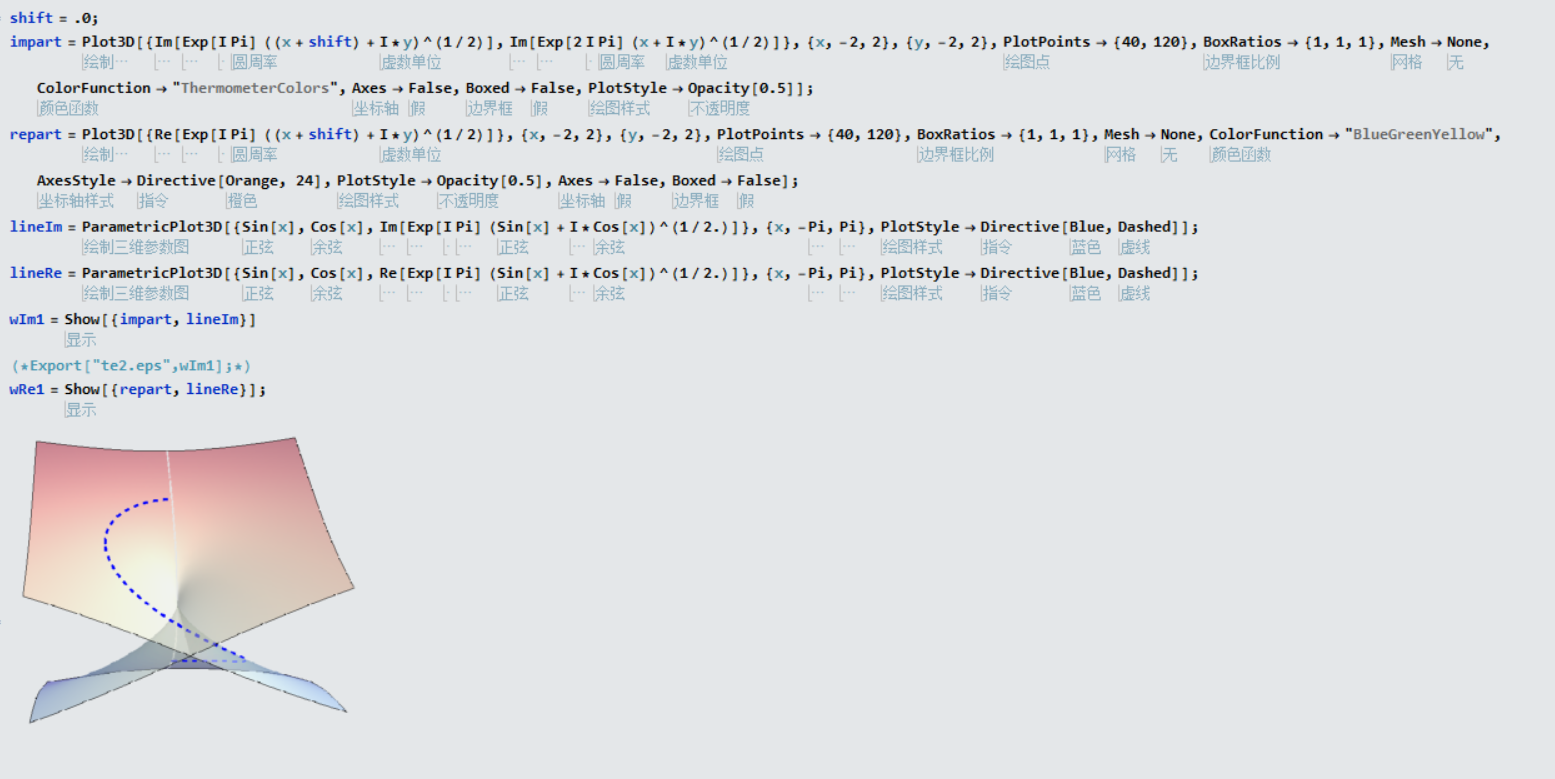 shift = .0;
impart = Plot3D[{Im[Exp[I Pi] ((x + shift) + I * y)^(1/2)], Im[Exp[2 I Pi] (x + I * y)^(1/2)]}, {x, -2, 2}, {y, -2, 2}, PlotPoints → {40, 120}, BoxRatios → {1, 1, 1}, Mesh → None,
绘制… … … 圆周率 虚数单位 … … 圆周率 虚数单位 绘图点 边界框比例 网格 无
ColorFunction → "ThermometerColors", Axes → False, Boxed → False, PlotStyle → Opacity[0.5]];
颜色函数 坐标轴 假 边界框 假 绘图样式 不透明度
repart = Plot3D[{Re[Exp[I Pi] ((x + shift) + I * y)^(1/2)]}, {x, -2, 2}, {y, -2, 2}, PlotPoints → {40, 120}, BoxRatios → {1, 1, 1}, Mesh → None, ColorFunction → "BlueGreenYellow",
绘制… … … 圆周率 虚数单位 绘图点 边界框比例 网格 无 颜色函数
AxesStyle → Directive[Orange, 24], PlotStyle → Opacity[0.5], Axes → False, Boxed → False];
坐标轴样式 指令 橙色 绘图样式 不透明度 坐标轴 假 边界框 假
lineIm = ParametricPlot3D[{Sin[x], Cos[x], Im[Exp[I Pi] (Sin[x] + I * Cos[x])^(1/2.)]}, {x, -Pi, Pi}, PlotStyle → Directive[Blue, Dashed]];
绘制三维参数图 正弦 余弦 … … … … 正弦 … 余弦 … … 绘图样式 指令 蓝色 虚线
lineRe = ParametricPlot3D[{Sin[x], Cos[x], Re[Exp[I Pi] (Sin[x] + I * Cos[x])^(1/2.)]}, {x, -Pi, Pi}, PlotStyle → Directive[Blue, Dashed]];
绘制三维参数图 正弦 余弦 … … … … 正弦 … 余弦 … … 绘图样式 指令 蓝色 虚线
wIm1 = Show[{impart, lineIm}]
显示
(*Export["te2.eps",wIm1];*)
wRe1 = Show[{repart, lineRe}];
显示